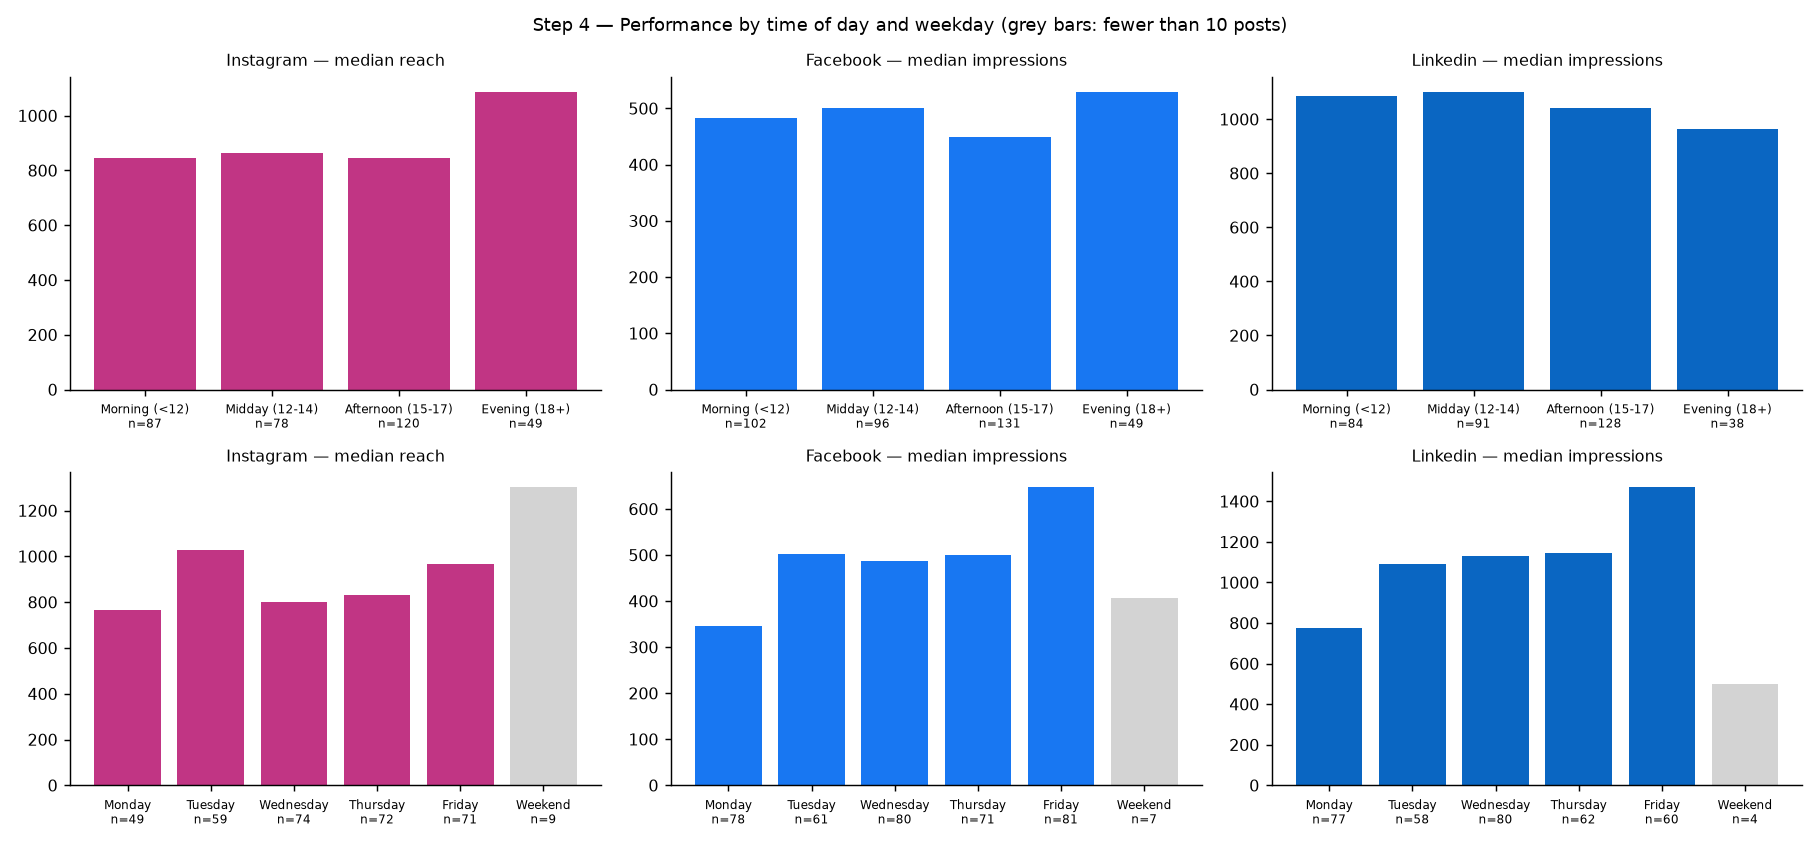 Step 4 — Performance by time of day and weekday (grey bars: fewer than 10 posts)
Instagram — median reach
1000
800
600
400
200
0
Morning (<12) Midday (12-14) Afternoon (15-17) Evening (18+)
n=87 n=78 n=120 n=49
Facebook — median impressions
500
400
300
200
100
0
Morning (<12) Midday (12-14) Afternoon (15-17) Evening (18+)
n=102 n=96 n=131 n=49
Linkedin — median impressions
1000
800
600
400
200
0
Morning (<12) Midday (12-14) Afternoon (15-17) Evening (18+)
n=84 n=91 n=128 n=38
Instagram — median reach
1200
1000
800
600
400
200
0
Monday Tuesday Wednesday Thursday Friday Weekend
n=49 n=59 n=74 n=72 n=71 n=9
Facebook — median impressions
600
500
400
300
200
100
0
Monday Tuesday Wednesday Thursday Friday Weekend
n=78 n=61 n=80 n=71 n=81 n=7
Linkedin — median impressions
1400
1200
1000
800
600
400
200
0
Monday Tuesday Wednesday Thursday Friday Weekend
n=77 n=58 n=80 n=62 n=60 n=4